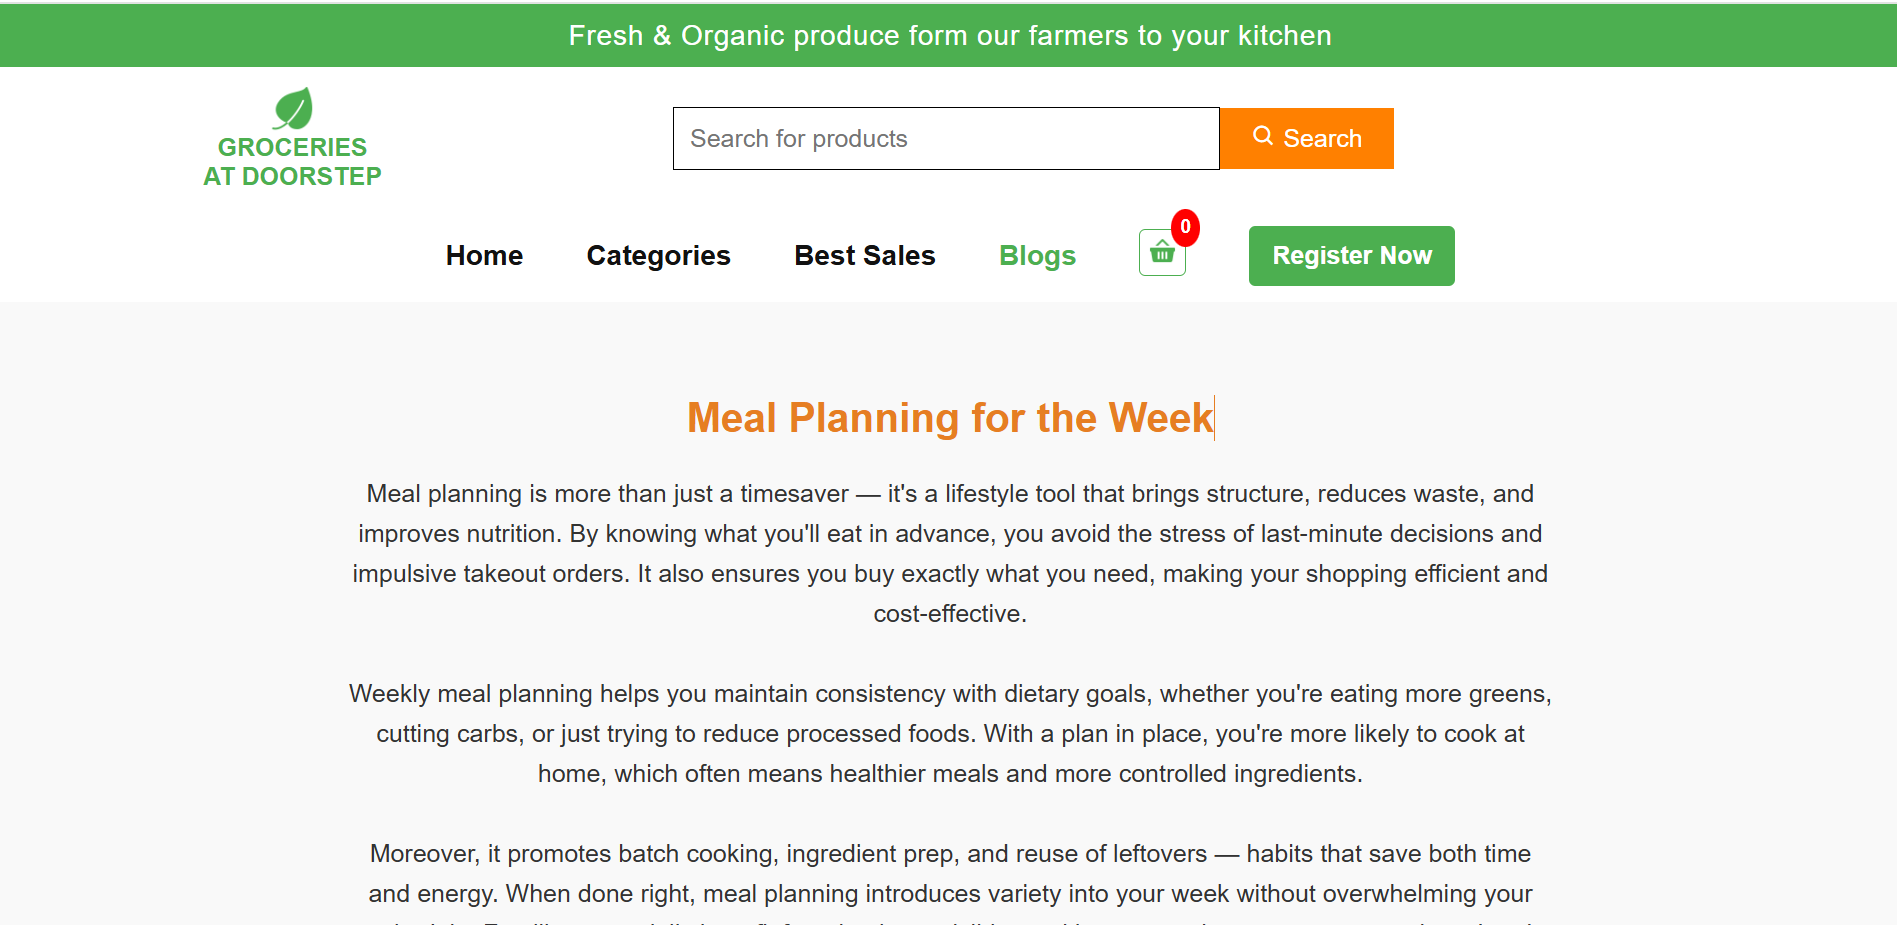 Fresh & Organic produce form our farmers to your kitchen
GROCERIES
AT DOORSTEP
Search for products
Search
Home
Categories
Best Sales
Blogs
0
Register Now
Meal Planning for the Week
Meal planning is more than just a timesaver — it's a lifestyle tool that brings structure, reduces waste, and
improves nutrition. By knowing what you'll eat in advance, you avoid the stress of last-minute decisions and
impulsive takeout orders. It also ensures you buy exactly what you need, making your shopping efficient and
cost-effective.
Weekly meal planning helps you maintain consistency with dietary goals, whether you're eating more greens,
cutting carbs, or just trying to reduce processed foods. With a plan in place, you're more likely to cook at
home, which often means healthier meals and more controlled ingredients.
Moreover, it promotes batch cooking, ingredient prep, and reuse of leftovers — habits that save both time
and energy. When done right, meal planning introduces variety into your week without overwhelming your